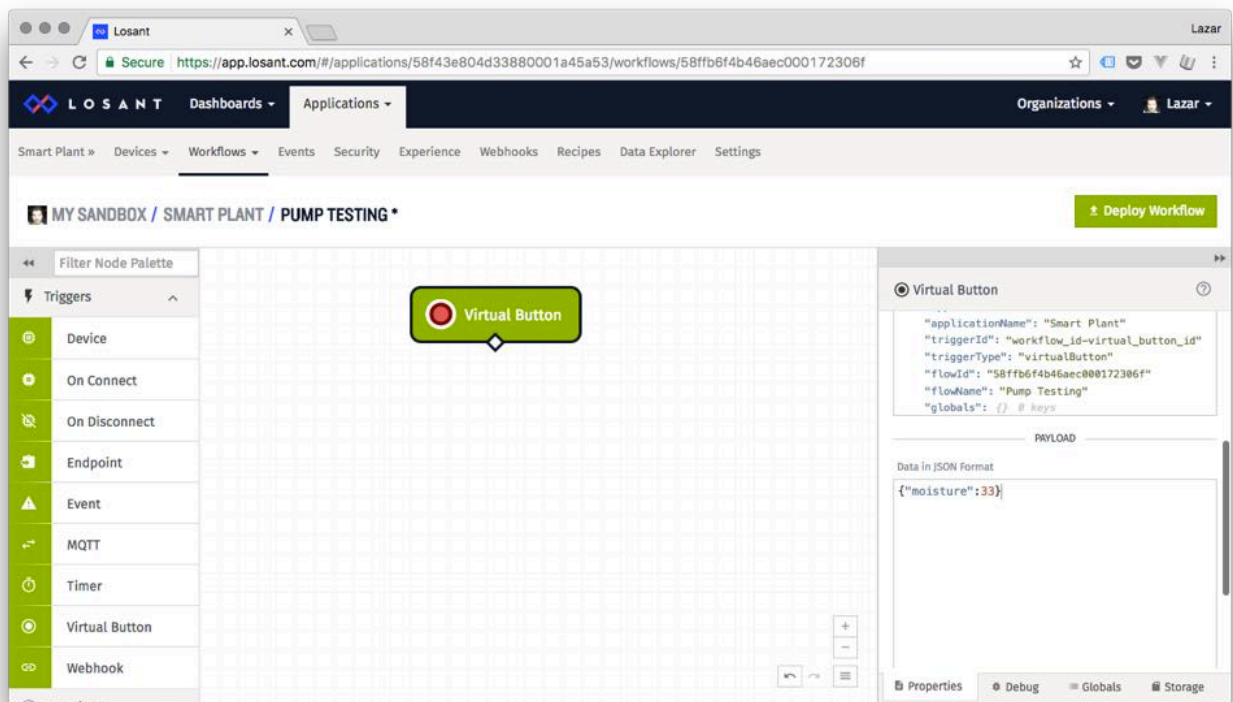 Losant
Lazar
Secure https://app.losant.com/#/applications/58f43e804d33880001a45a53/workflows/58ffb6f4b46aec000172306f
LOSANT Dashboards Applications Organizations Lazar
Smart Plant » Devices Workflows Events Security Experience Webhooks Recipes Data Explorer Settings
MY SANDBOX / SMART PLANT / PUMP TESTING *
Deploy Workflow
Filter Node Palette
Triggers
Device
On Connect
On Disconnect
Endpoint
Event
MQTT
Timer
Virtual Button
Webhook
Virtual Button
Virtual Button
"applicationName": "Smart Plant"
"triggerId": "workflow_id-virtual_button_id"
"triggerType": "virtualButton"
"flowId": "58ffb6f4b46aec000172306f"
"flowName": "Pump Testing"
"globals": {} 0 keys
PAYLOAD
Data in JSON Format
{"moisture":33}
Properties Debug Globals Storage